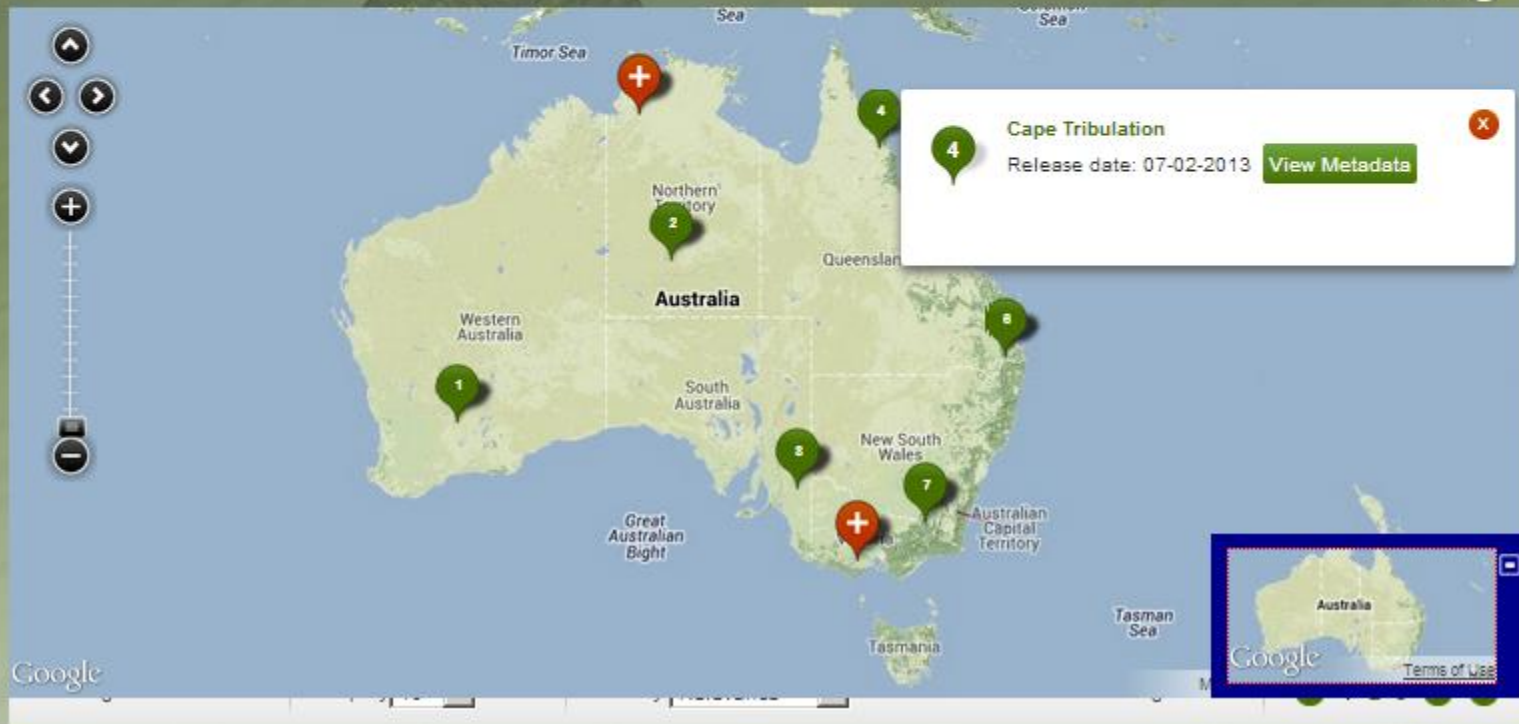 Sea
Sea
Timor Sea
4
4
Cape Tribulation
X
Release date: 07-02-2013 View Metadata
Northern
Territory
2
Queensland
Australia
6
Western
Australia
1
South
Australia
New South
Wales
3
7
Great
Australian
Bight
Australian
Capital
Territory
Tasman
Sea
Tasmania
Australia
Google
Google
Terms of Use